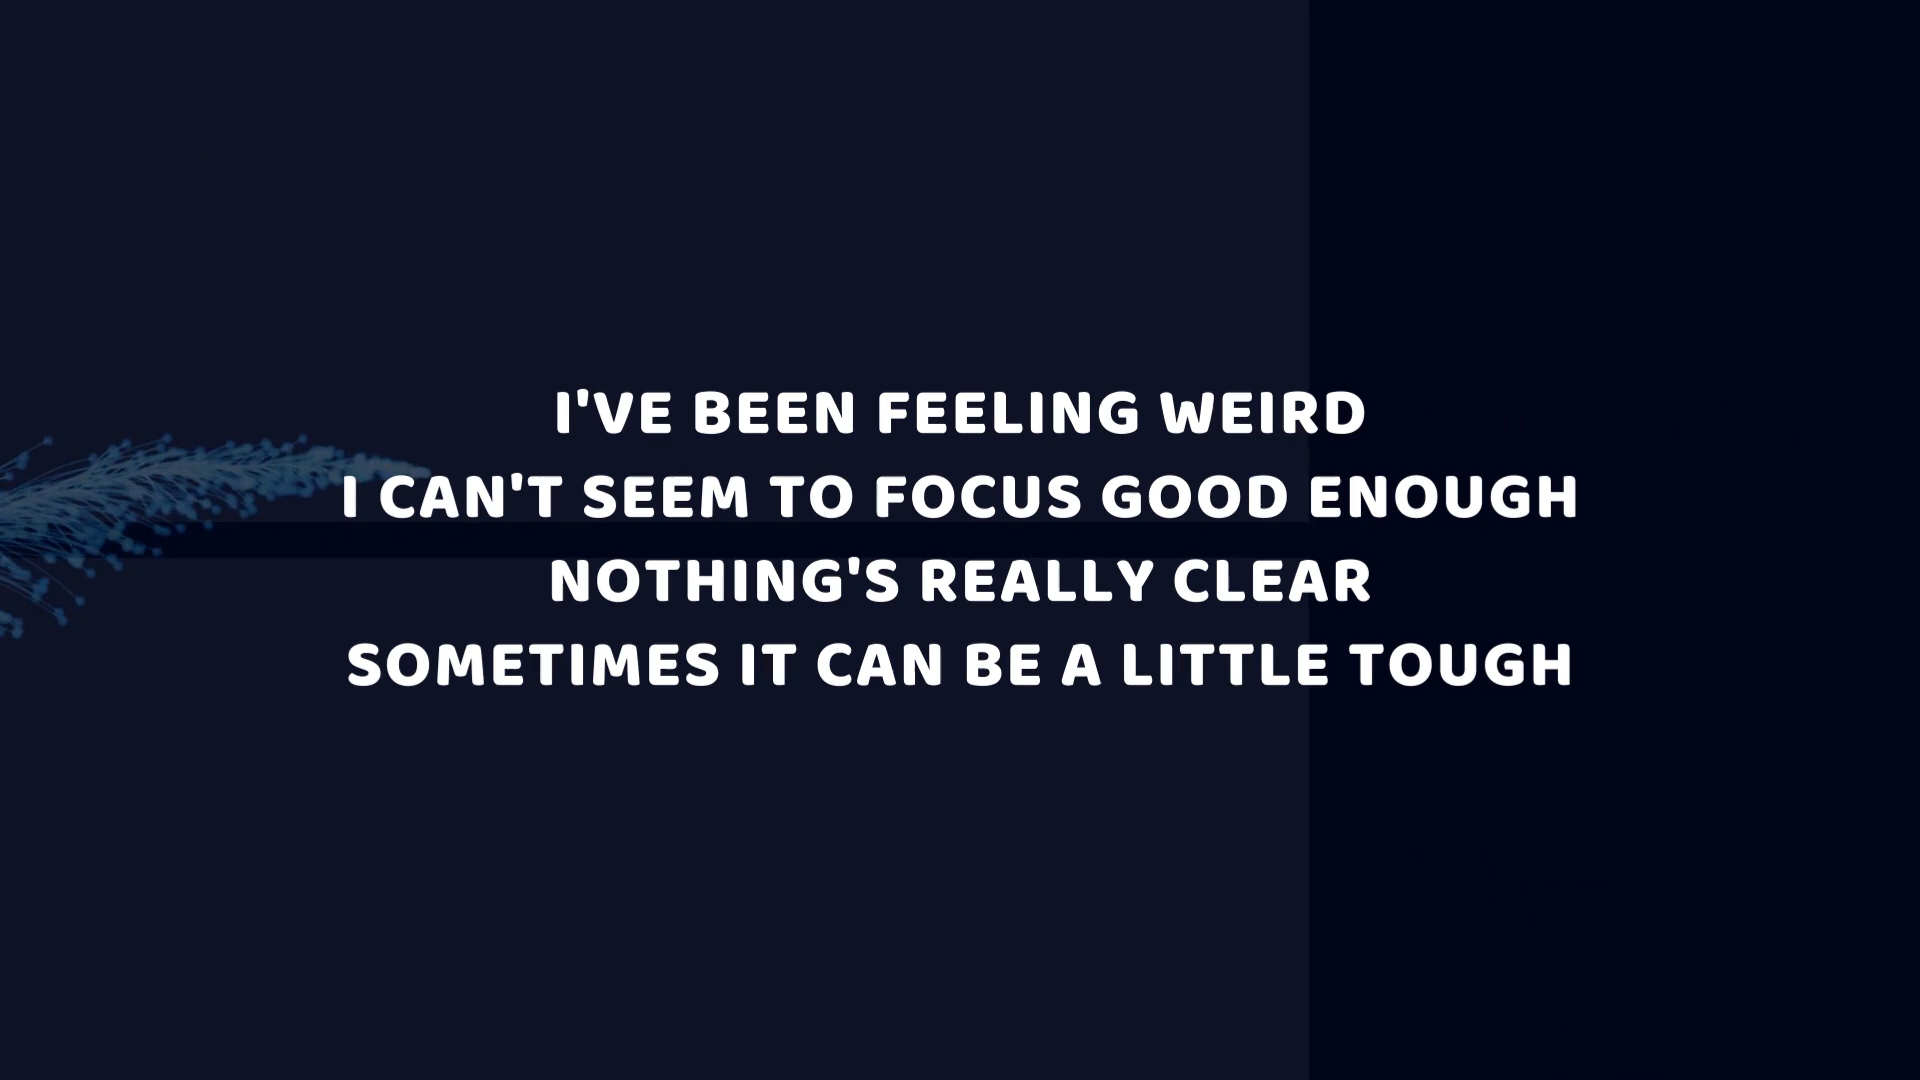 I'VE BEEN FEELING WEIRD
I CAN'T SEEM TO FOCUS GOOD ENOUGH
NOTHING'S REALLY CLEAR
SOMETIMES IT CAN BE A LITTLE TOUGH